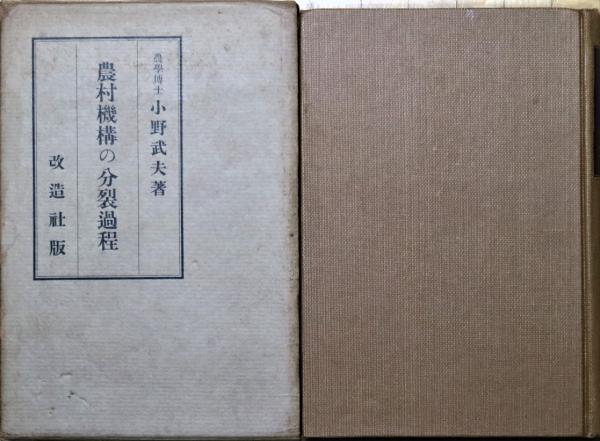 農學博士 小野武夫著
農村機構の分裂過程
改造社版